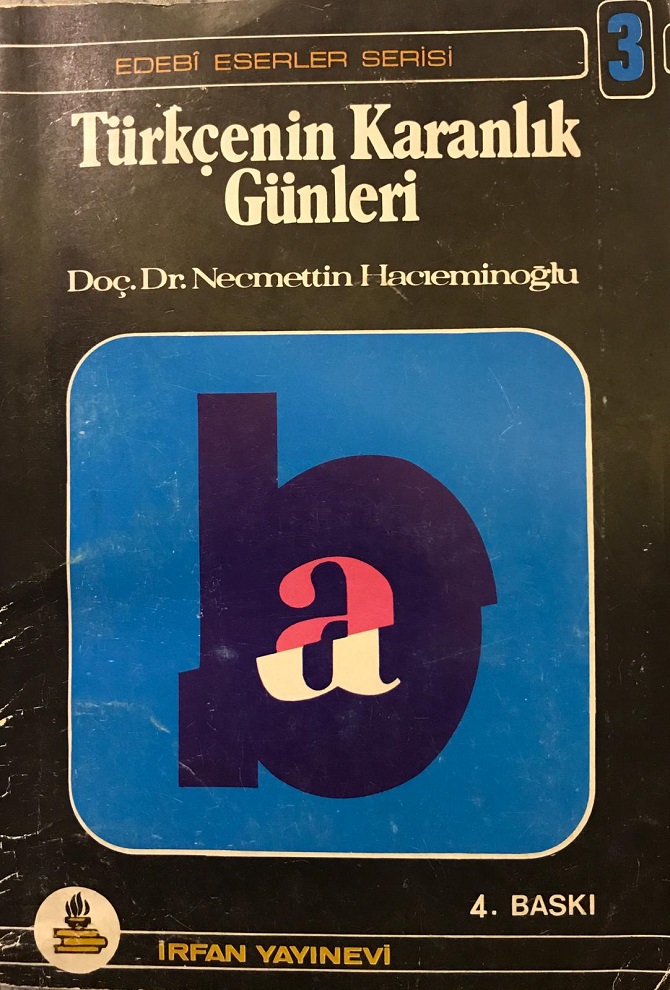 EDEBÎ ESERLER SERİSİ
3
Türkçenin Karanlık
Günleri
Doç. Dr. Necmettin Hacıeminoğlu
b
a
4. BASKI
İRFAN YAYINEVİ